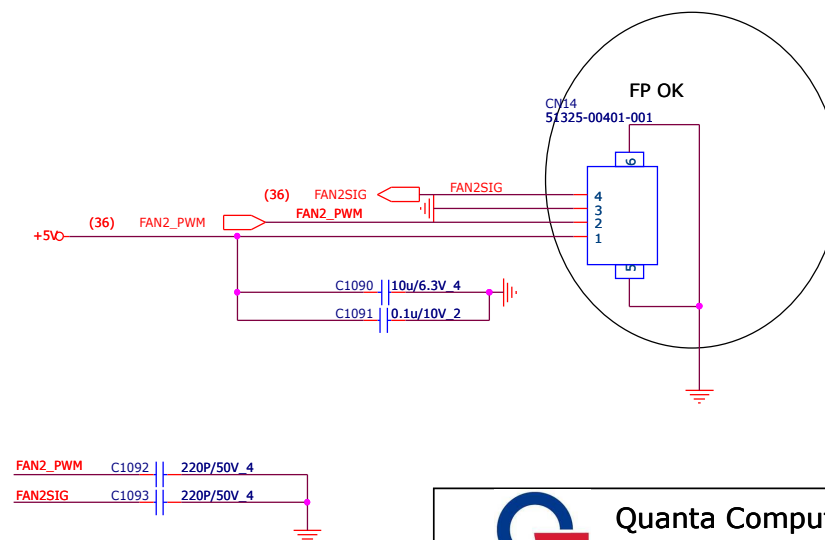 FP OK
CN14
51325-00401-001
6
(36) FAN2SIG FAN2SIG 4
3
(36) FAN2_PWM FAN2_PWM 2
+5V 1
5
C1090 10u/6.3V_4
C1091 0.1u/10V_2
FAN2_PWM C1092 220P/50V_4
FAN2SIG C1093 220P/50V_4
Quanta Compu